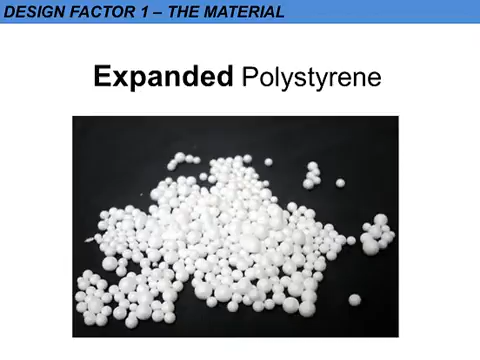 DESIGN FACTOR 1 – THE MATERIAL
Expanded Polystyrene